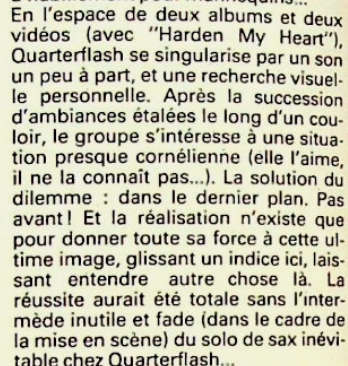 En l'espace de deux albums et deux
vidéos (avec "Harden My Heart"),
Quarterflash se singularise par un son
un peu à part, et une recherche visuel-
le personnelle. Après la succession
d'ambiances étalées le long d'un cou-
loir, le groupe s'intéresse à une situa-
tion presque cornélienne (elle l'aime,
il ne la connaît pas...). La solution du
dilemme : dans le dernier plan. Pas
avant! Et la réalisation n'existe que
pour donner toute sa force à cette ul-
time image, glissant un indice ici, lais-
sant entendre autre chose là. La
réussite aurait été totale sans l'inter-
mède inutile et fade (dans le cadre de
la mise en scène) du solo de sax inévi-
table chez Quarterflash...